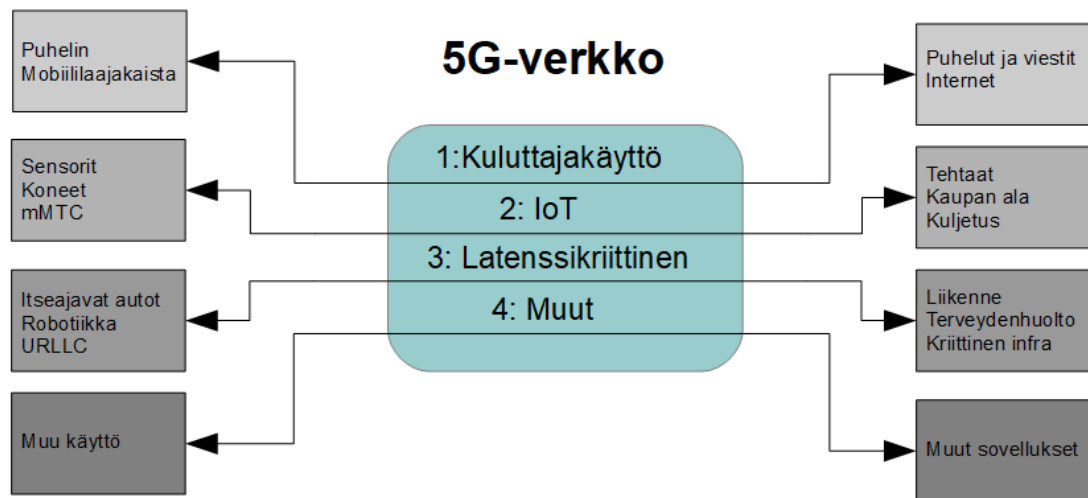 5G-verkko
Puhelin
Mobiililaajakaista
Sensorit
Koneet
mMTC
Itseajavat autot
Robotiikka
URLLC
Muu käyttö
1:Kuluttajakäyttö
2: IoT
3: Latenssikriittinen
4: Muut
Puhelut ja viestit
Internet
Tehtaat
Kaupan ala
Kuljetus
Liikenne
Terveydenhuolto
Kriittinen infra
Muut sovellukset